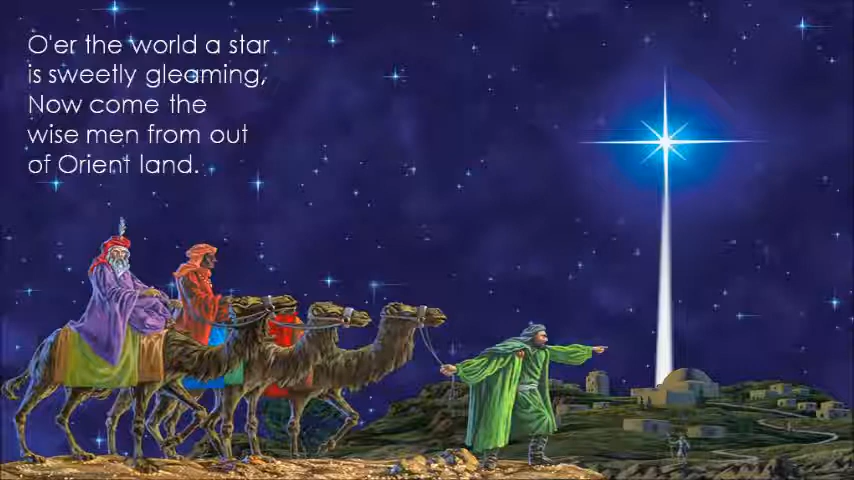 O'er the world a star
is sweetly gleaming,
Now come the
wise men from out
of Orient land.